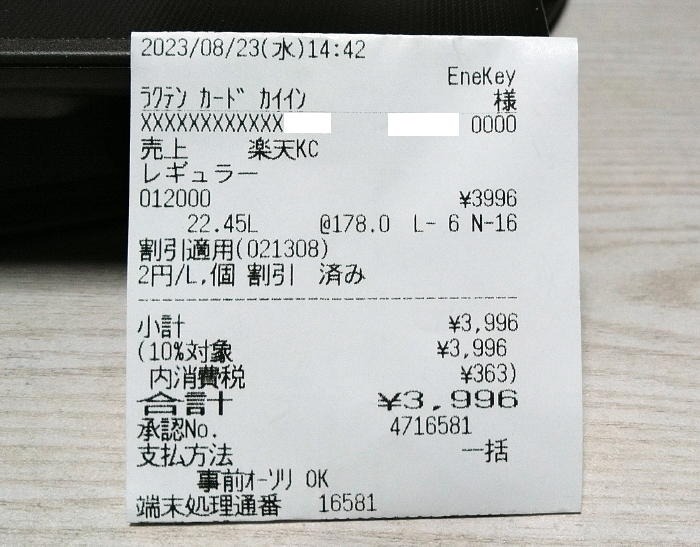 2023/08/23(水)14:42
EneKey
ラクテン カード カイイン 様
XXXXXXXXXXXX 0000
売上 楽天KC
レギュラー
012000 ¥3996
22.45L @178.0 L- 6 N-16
割引適用(021308)
2円/L,個 割引 済み
小計 ¥3,996
(10%対象 ¥3,996
内消費税 ¥363)
合計 ¥3,996
承認No. 4716581
支払方法 一括
事前オーソリ OK
端末処理通番 16581